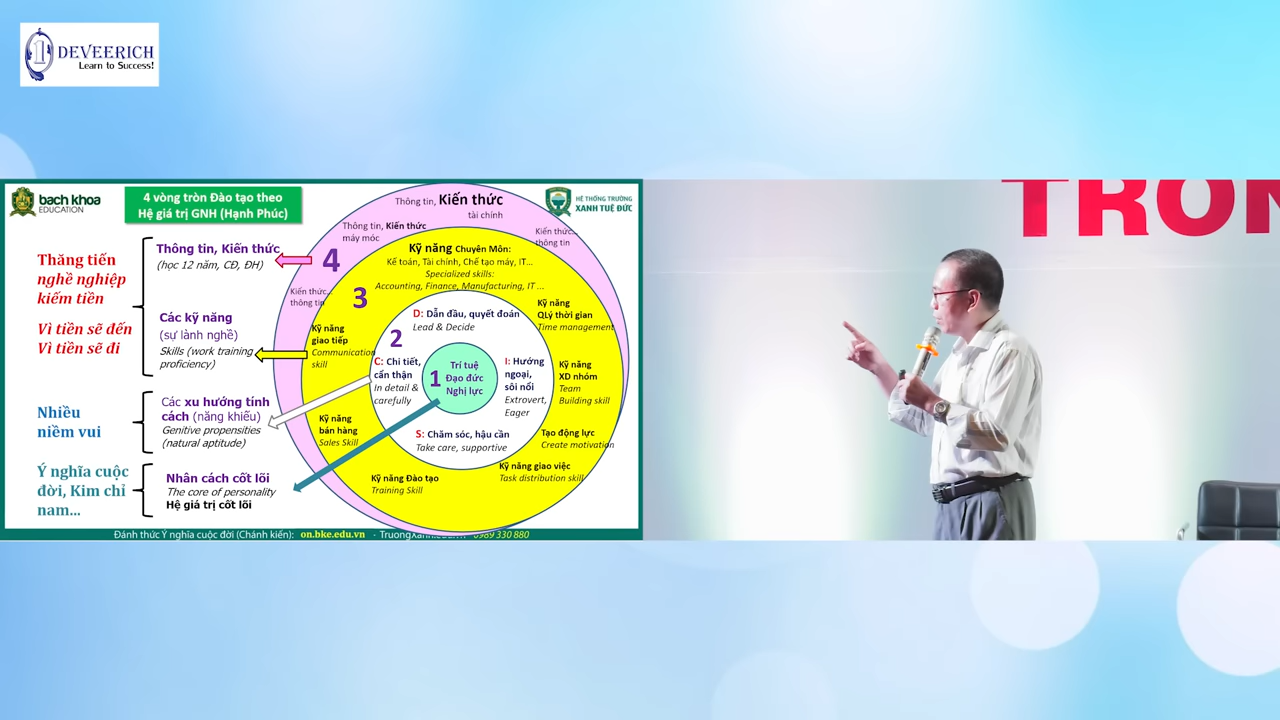 DEVEERICH
Learn to Success!
bach khoa
EDUCATION
4 vòng tròn Đào tạo theo
Hệ giá trị GNH (Hạnh Phúc)
HỆ THỐNG TRƯỜNG
XANH TUỆ ĐỨC
Thăng tiến
nghề nghiệp
kiếm tiền
Vì tiền sẽ đến
Vì tiền sẽ đi
Nhiều
niềm vui
Ý nghĩa cuộc
đời, Kim chỉ
nam...
Thông tin, Kiến thức
(học 12 năm, CĐ, ĐH)
Các kỹ năng
(sự lành nghề)
Skills (work training
proficiency)
Các xu hướng tính
cách (năng khiếu)
Genitive propensities
(natural aptitude)
Nhân cách cốt lõi
The core of personality
Hệ giá trị cốt lõi
Thông tin, Kiến thức
tài chính
Thông tin, Kiến thức
máy móc
Kiến thức...
thông tin
4
Kiến thức...
thông tin
3
Kỹ năng Chuyên Môn:
Kế toán, Tài chính, Chế tạo máy, IT...
Specialized skills:
Accounting, Finance, Manufacturing, IT ...
Kỹ năng
giao tiếp
Communication
skill
Kỹ năng
QLý thời gian
Time management
Kỹ năng
XD nhóm
Team
Building skill
Kỹ năng
bán hàng
Sales Skill
Tạo động lực
Create motivation
Kỹ năng giao việc
Task distribution skill
Kỹ năng Đào tạo
Training Skill
2
D: Dẫn đầu, quyết đoán
Lead & Decide
C: Chi tiết,
cẩn thận
In detail &
carefully
I: Hướng
ngoại,
sôi nổi
Extrovert,
Eager
S: Chăm sóc, hậu cần
Take care, supportive
1
Trí tuệ
Đạo đức
Nghị lực
Đánh thức Ý nghĩa cuộc đời (Chánh kiến): on.bke.edu.vn - TruongXanh.edu.vn 0989 330 880
TRON